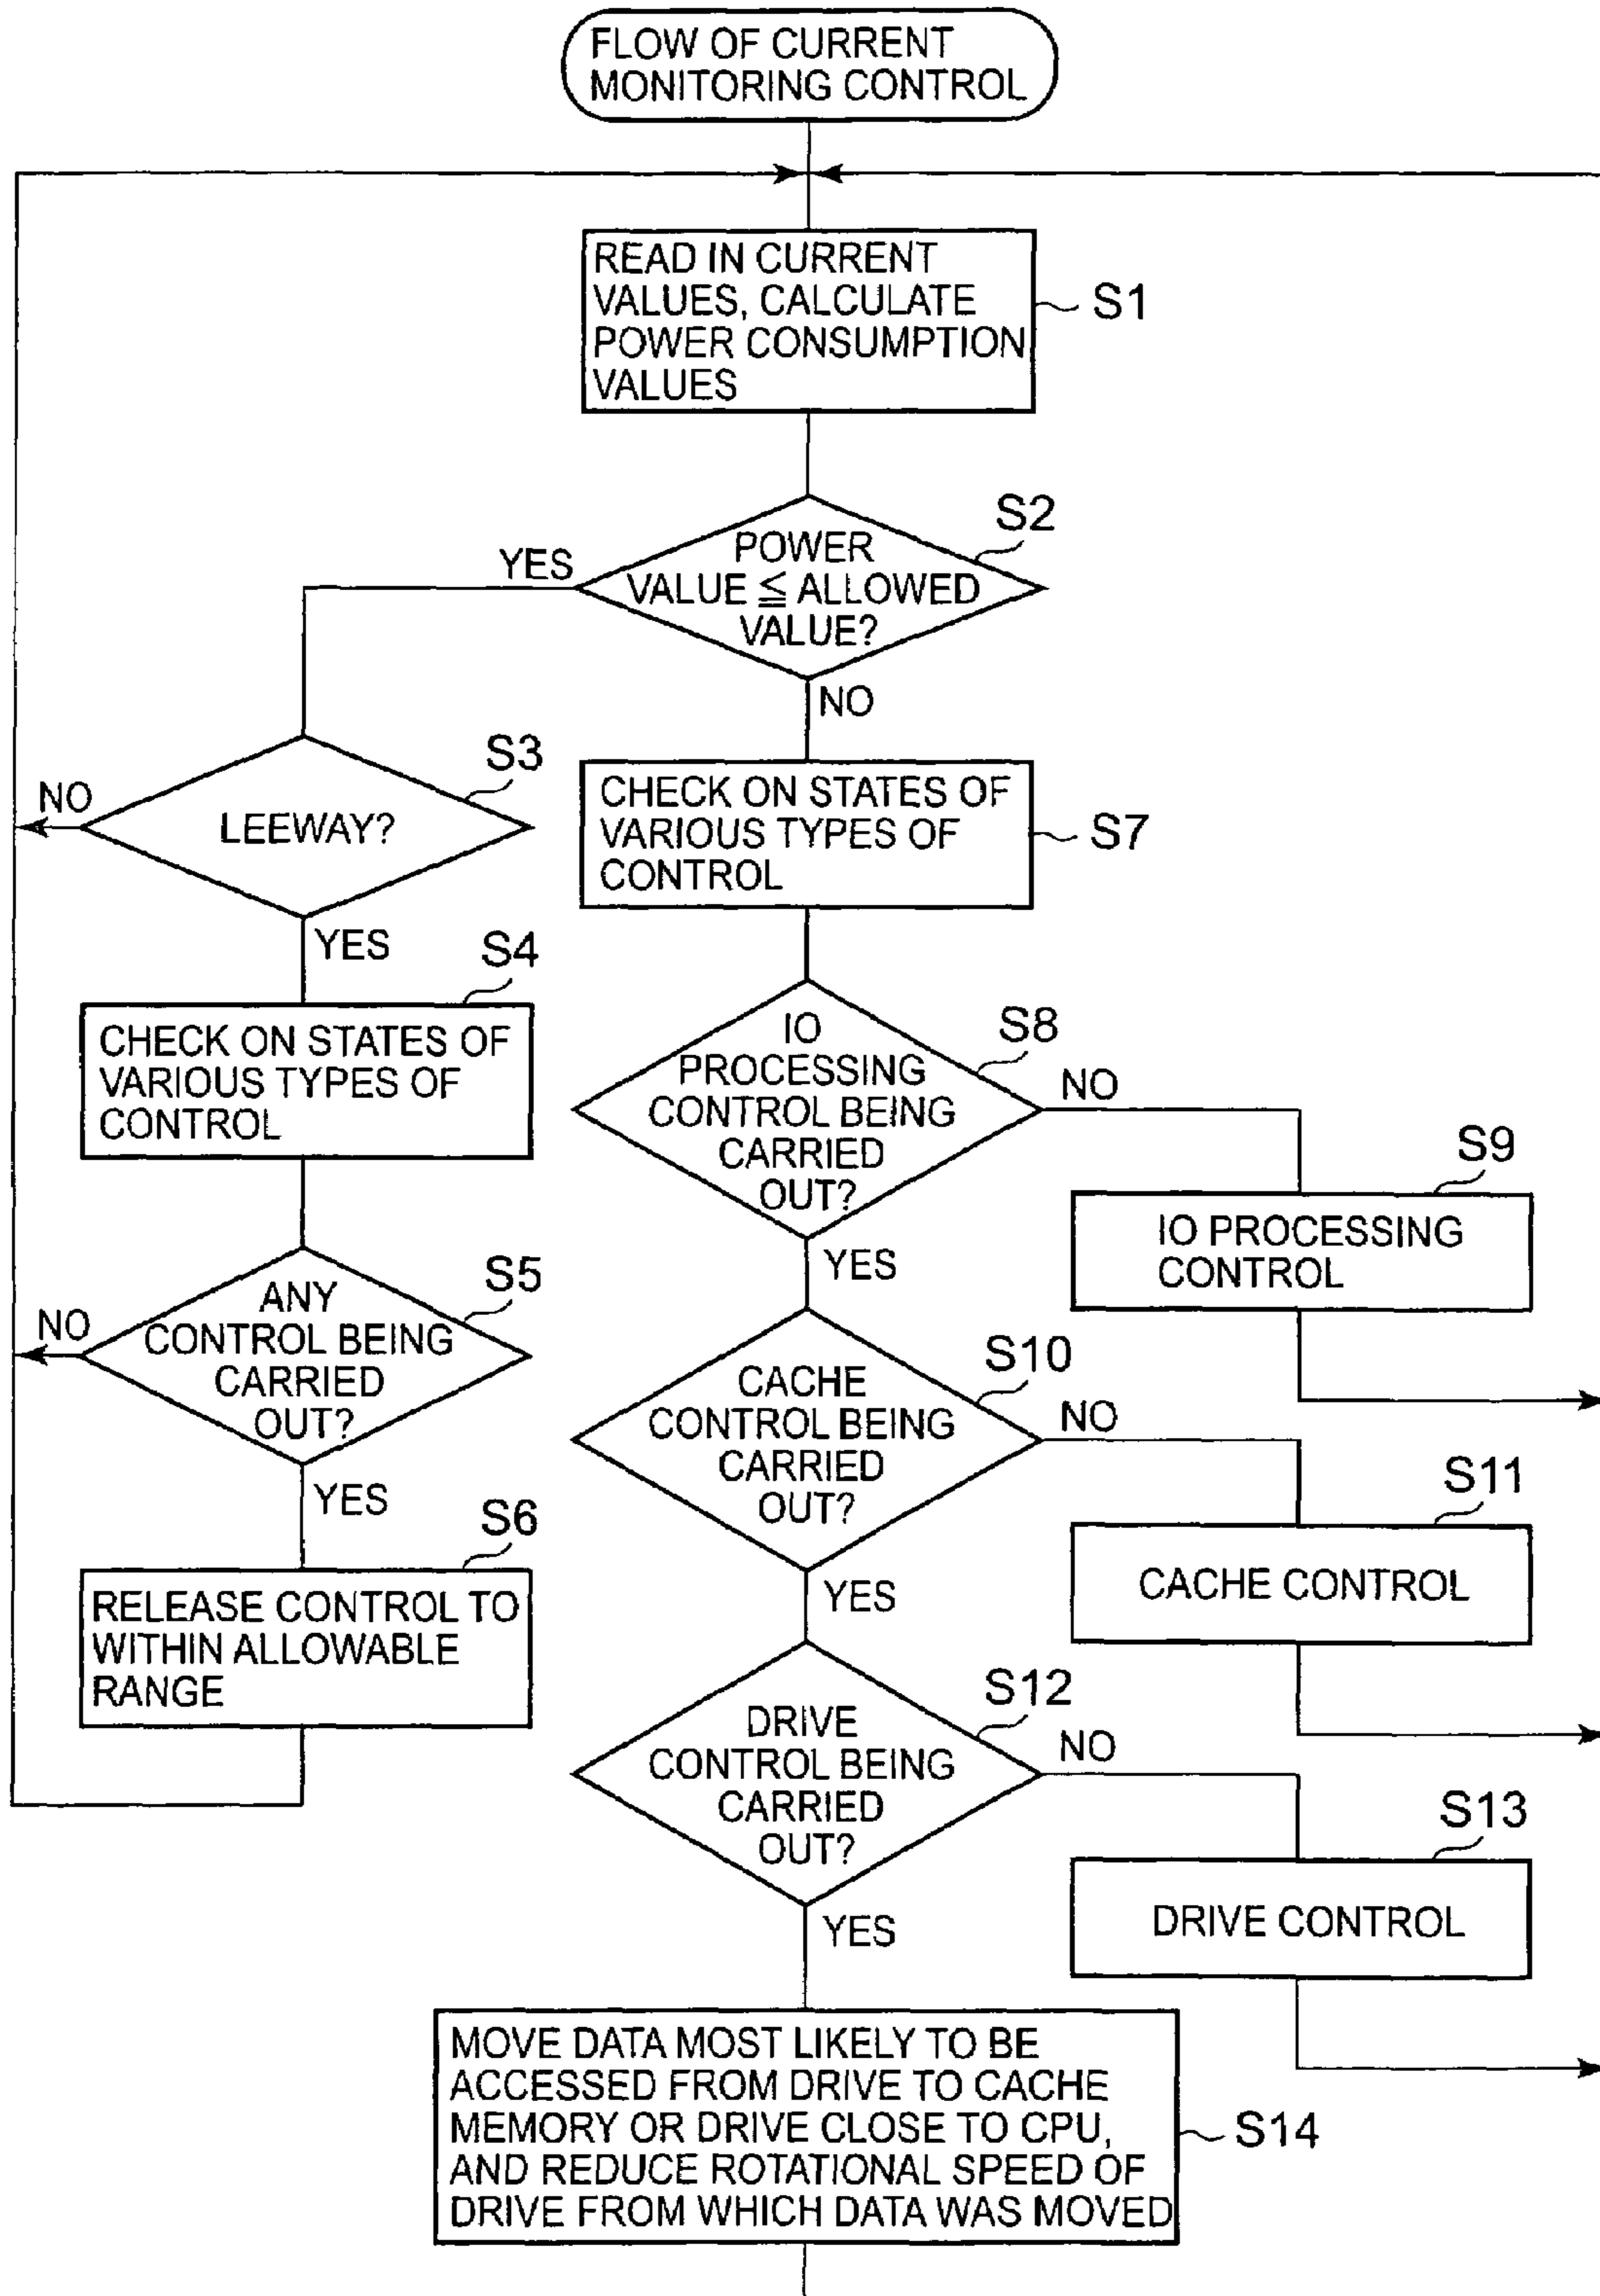 FLOW OF CURRENT
MONITORING CONTROL
READ IN CURRENT
VALUES, CALCULATE
POWER CONSUMPTION
VALUES
S1
S2
POWER
VALUE ≦ ALLOWED
VALUE?
YES
NO
S3
LEEWAY?
NO
YES
S7
CHECK ON STATES OF
VARIOUS TYPES OF
CONTROL
S4
CHECK ON STATES OF
VARIOUS TYPES OF
CONTROL
S8
IO
PROCESSING
CONTROL BEING
CARRIED
OUT?
NO
YES
S9
IO PROCESSING
CONTROL
S5
ANY
CONTROL BEING
CARRIED
OUT?
NO
YES
S10
CACHE
CONTROL BEING
CARRIED
OUT?
NO
YES
S11
CACHE CONTROL
S6
RELEASE CONTROL TO
WITHIN ALLOWABLE
RANGE
S12
DRIVE
CONTROL BEING
CARRIED
OUT?
NO
YES
S13
DRIVE CONTROL
MOVE DATA MOST LIKELY TO BE
ACCESSED FROM DRIVE TO CACHE
MEMORY OR DRIVE CLOSE TO CPU,
AND REDUCE ROTATIONAL SPEED OF
DRIVE FROM WHICH DATA WAS MOVED
S14